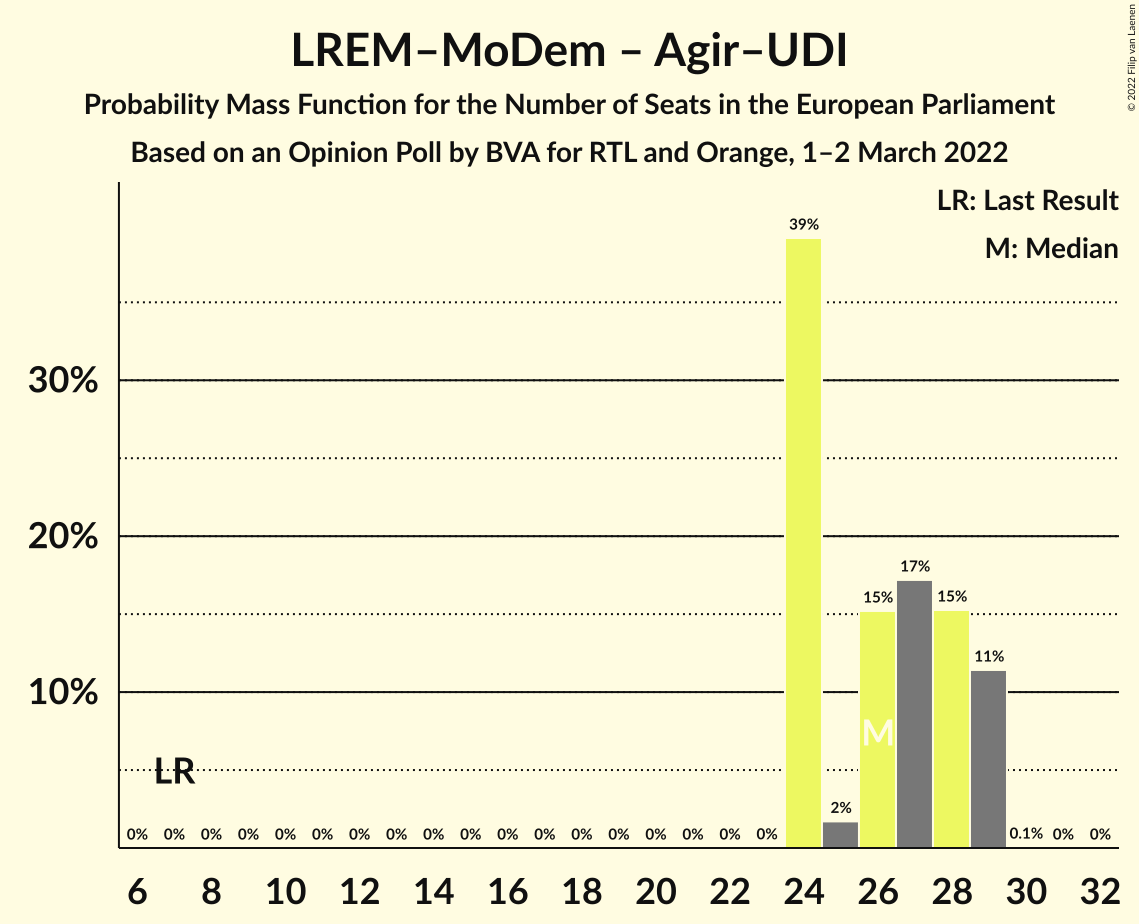 LREM–MoDem – Agir–UDI
Probability Mass Function for the Number of Seats in the European Parliament
Based on an Opinion Poll by BVA for RTL and Orange, 1–2 March 2022
© 2022 Filip van Laenen
LR: Last Result
M: Median
39%
30%
20%
17%
15%
15%
11%
10%
M
LR
2%
0% 0% 0% 0% 0% 0% 0% 0% 0% 0% 0% 0% 0% 0% 0% 0% 0% 0% 0.1% 0% 0%
6 8 10 12 14 16 18 20 22 24 26 28 30 32